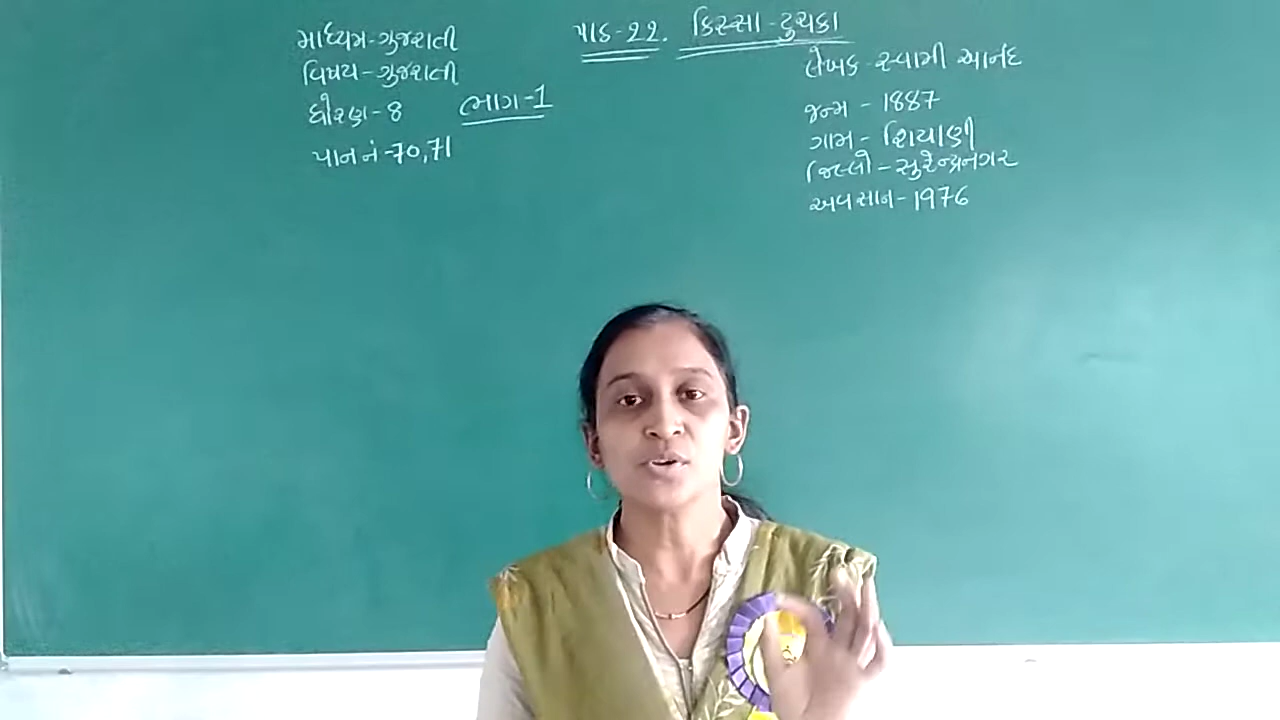 માધ્યમ-ગુજરાતી
વિષય-ગુજરાતી
ધોરણ-8
ભાગ-1
પાન નં-70,71
પાઠ-22. કિસ્સા-ટુચકા
લેખક-સ્વામી આનંદ
જન્મ-1887
ગામ-શિયાણી
જિલ્લો-સુરેન્દ્રનગર
અવસાન-1976